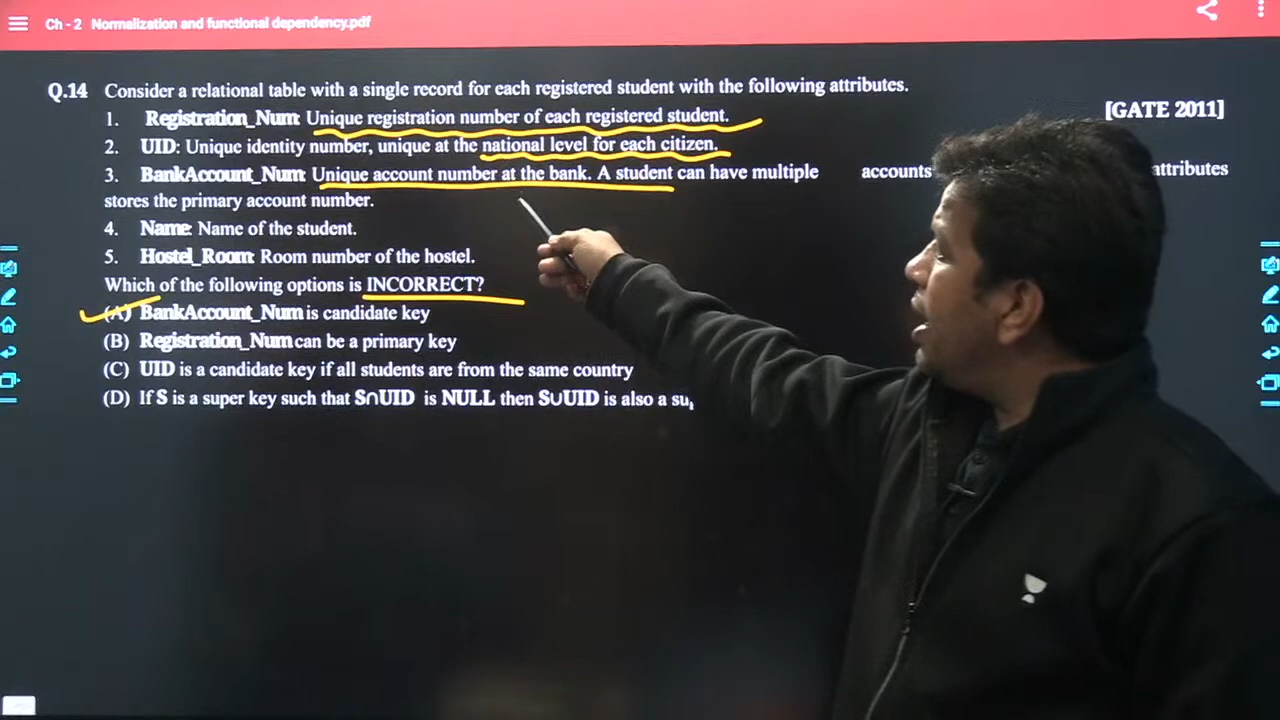 Ch - 2 Normalization and functional dependency.pdf
Q.14 Consider a relational table with a single record for each registered student with the following attributes.
[GATE 2011]
1. Registration_Num: Unique registration number of each registered student.
2. UID: Unique identity number, unique at the national level for each citizen.
3. BankAccount_Num: Unique account number at the bank. A student can have multiple accounts attributes
stores the primary account number.
4. Name: Name of the student.
5. Hostel_Room: Room number of the hostel.
Which of the following options is INCORRECT?
(A) BankAccount_Num is candidate key
(B) Registration_Num can be a primary key
(C) UID is a candidate key if all students are from the same country
(D) If S is a super key such that S∩UID is NULL then S∪UID is also a